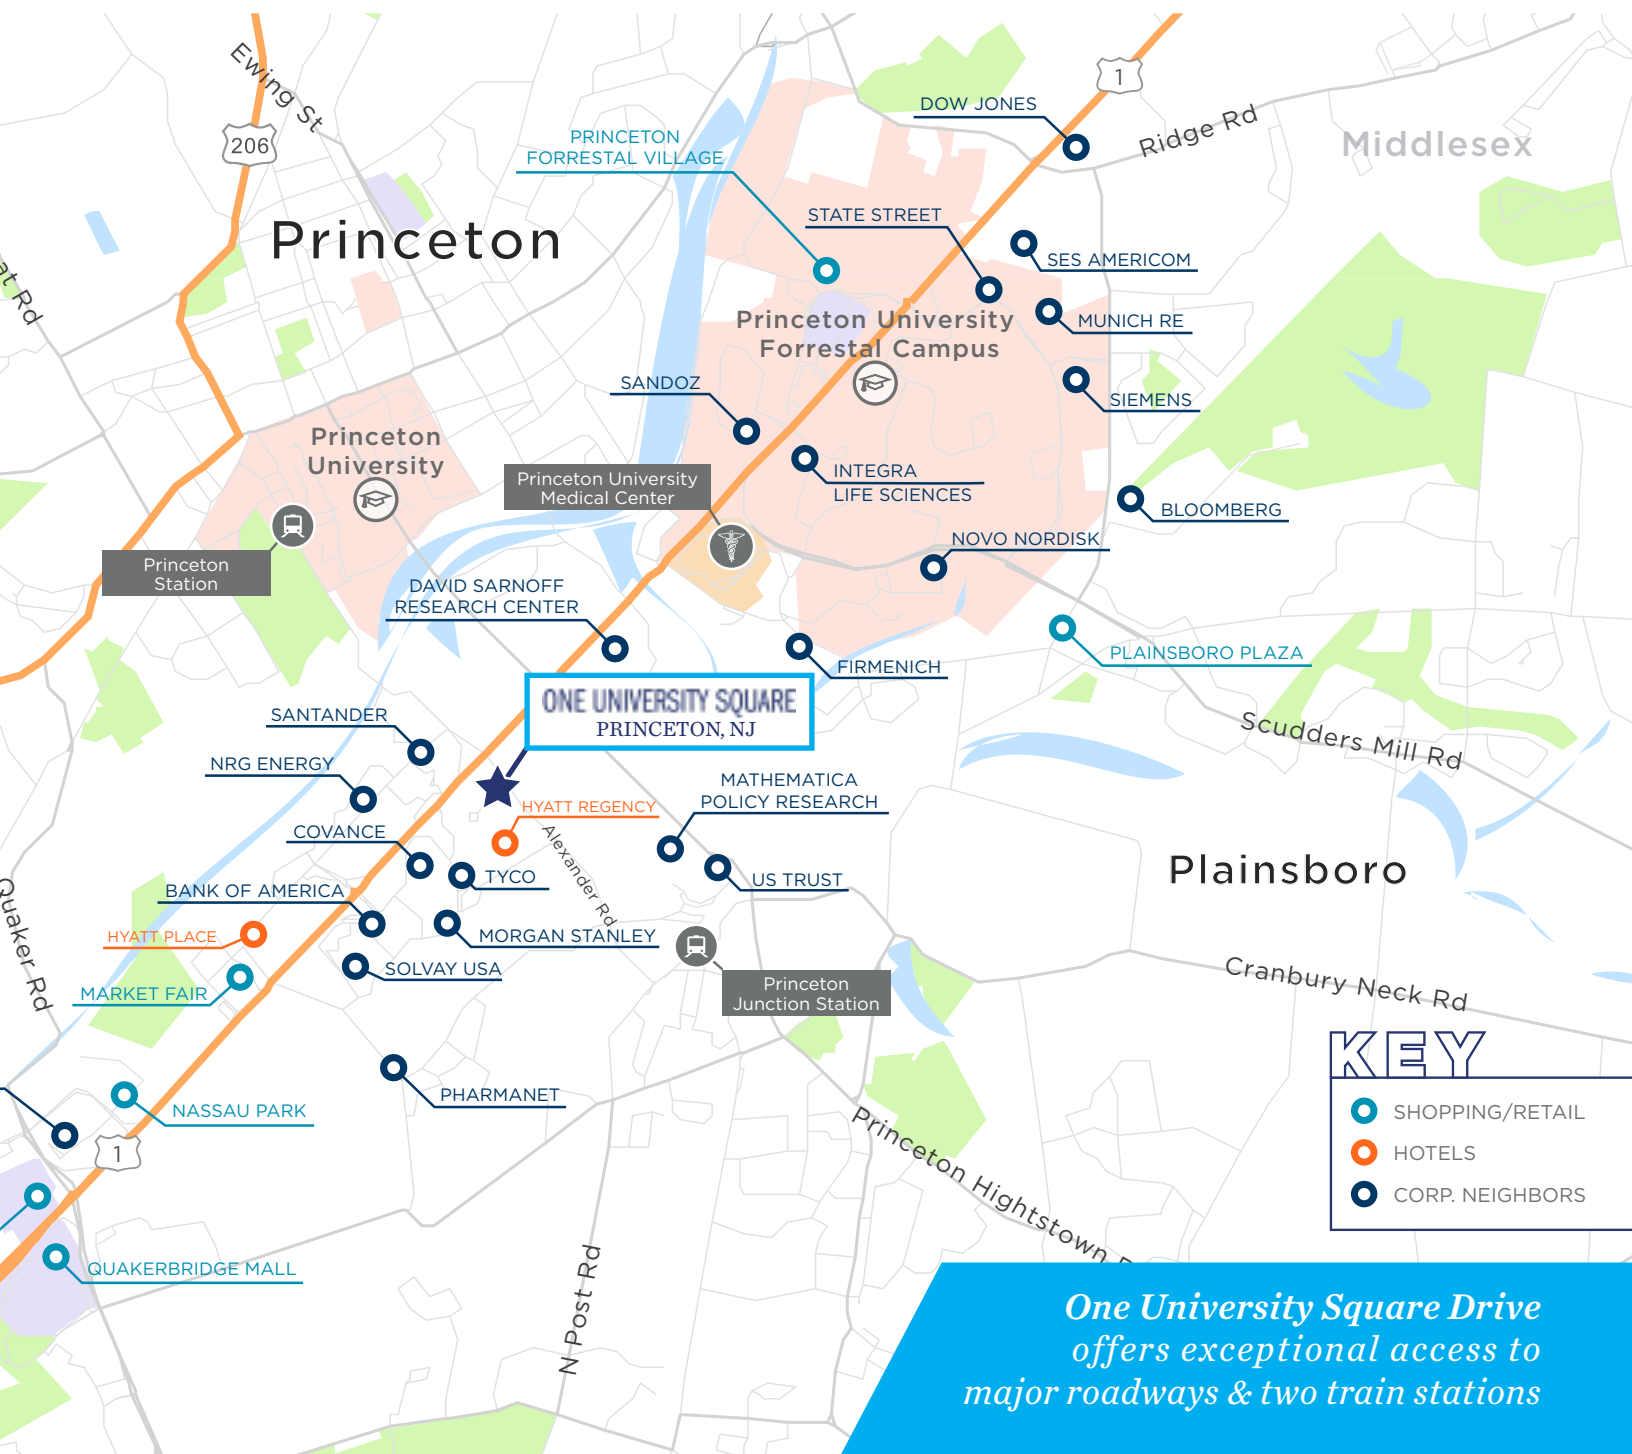 Ewing St
206
1
DOW JONES
Ridge Rd
Middlesex
PRINCETON
FORRESTAL VILLAGE
STATE STREET
Princeton
SES AMERICOM
at Rd
MUNICH RE
Princeton University
Forrestal Campus
SANDOZ
SIEMENS
Princeton
University
INTEGRA
LIFE SCIENCES
Princeton University
Medical Center
BLOOMBERG
NOVO NORDISK
Princeton
Station
DAVID SARNOFF
RESEARCH CENTER
PLAINSBORO PLAZA
FIRMENICH
ONE UNIVERSITY SQUARE
PRINCETON, NJ
SANTANDER
Scudders Mill Rd
NRG ENERGY
MATHEMATICA
POLICY RESEARCH
HYATT REGENCY
COVANCE
Alexander Rd
Plainsboro
TYCO
US TRUST
BANK OF AMERICA
Quaker Rd
HYATT PLACE
MORGAN STANLEY
SOLVAY USA
MARKET FAIR
Princeton
Junction Station
Cranbury Neck Rd
KEY
SHOPPING/RETAIL
HOTELS
CORP. NEIGHBORS
PHARMANET
NASSAU PARK
1
Princeton Hightstown
QUAKERBRIDGE MALL
N Post Rd
One University Square Drive
offers exceptional access to
major roadways & two train stations